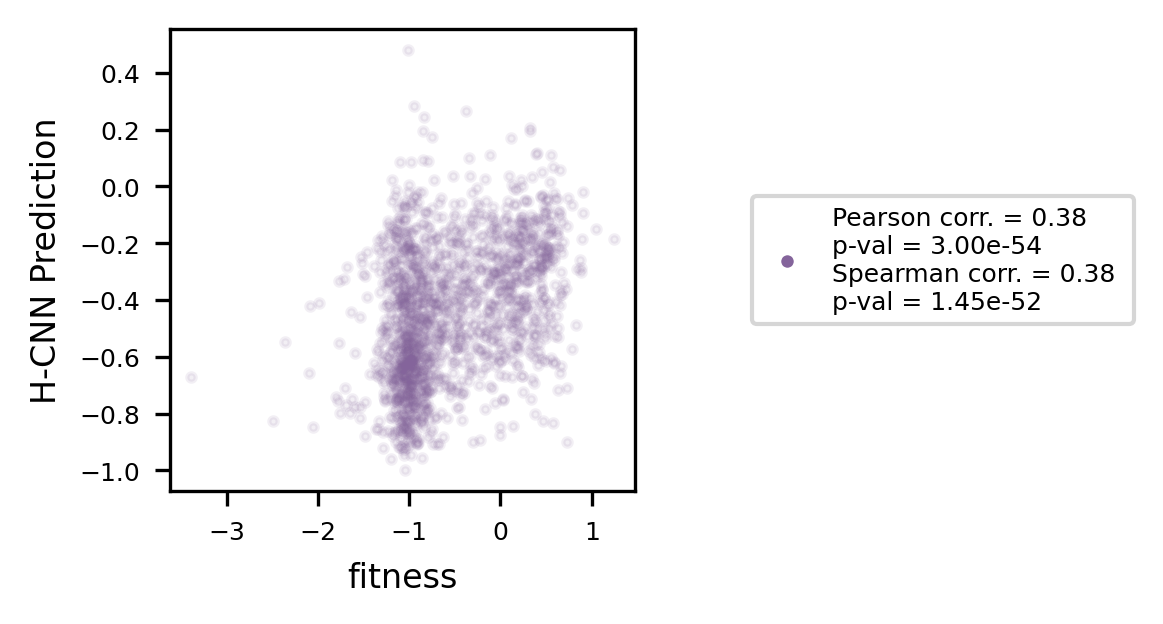 0.4
0.2
0.0
−0.2
−0.4
−0.6
−0.8
−1.0
H-CNN Prediction
−3 −2 −1 0 1
fitness
Pearson corr. = 0.38
p-val = 3.00e-54
Spearman corr. = 0.38
p-val = 1.45e-52